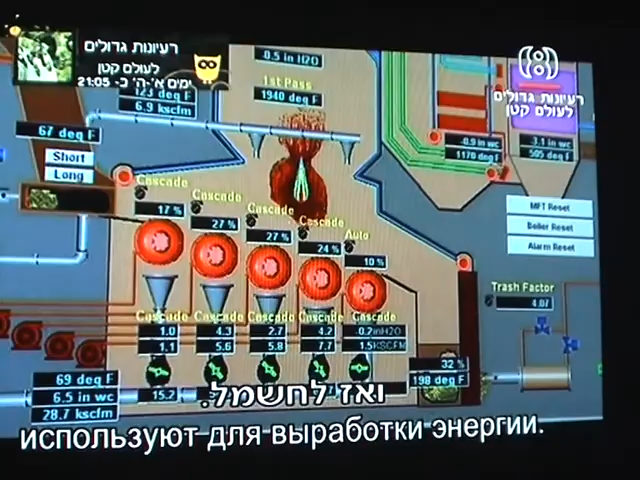 רעיונות גדולים
לעולם קטן
ימים א'-ה' כ- 21:05
רעיונות גדולים
לעולם קטן
-0.5 in H2O
1st Pass
1940 deg F
123 deg F
6.9 kscfm
67 deg F
Short
Long
-0.9 in wc
1170 deg F
-3.1 in wc
505 deg F
MFT Reset
Boiler Reset
Alarm Reset
Trash Factor
4.07
Cascade
17 %
Cascade
27 %
Cascade
27 %
Cascade
24 %
Auto
10 %
Cascade Cascade Cascade Cascade Cascade
1.0 4.3 2.7 4.2 -0.2 inH2O
1.1 5.6 5.8 7.7 1.5 KSCFM
32 %
198 deg F
69 deg F
6.5 in wc
28.7 kscfm
15.2
ואז לחשמל.
используют для выработки энергии.